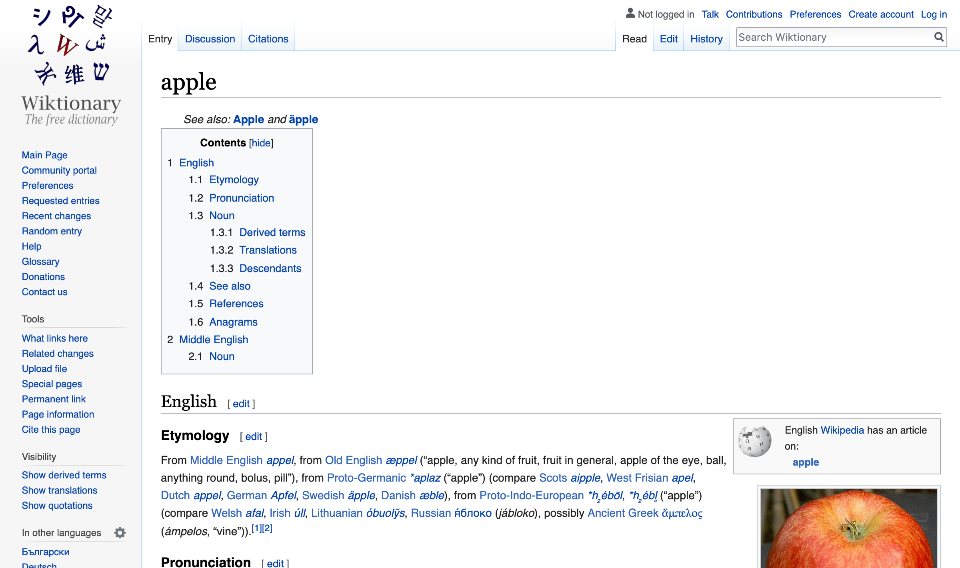 Not logged in Talk Contributions Preferences Create account Log in
Entry Discussion Citations Read Edit History Search Wiktionary
Wiktionary
The free dictionary
Main Page
Community portal
Preferences
Requested entries
Recent changes
Random entry
Help
Glossary
Donations
Contact us
Tools
What links here
Related changes
Upload file
Special pages
Permanent link
Page information
Cite this page
Visibility
Show derived terms
Show translations
Show quotations
In other languages
Български
Deutsch
apple
See also: Apple and äpple
Contents [hide]
1 English
1.1 Etymology
1.2 Pronunciation
1.3 Noun
1.3.1 Derived terms
1.3.2 Translations
1.3.3 Descendants
1.4 See also
1.5 References
1.6 Anagrams
2 Middle English
2.1 Noun
English [ edit ]
Etymology [ edit ]
From Middle English appel, from Old English æppel (“apple, any kind of fruit, fruit in general, apple of the eye, ball,
anything round, bolus, pill”), from Proto-Germanic *aplaz (“apple”) (compare Scots aipple, West Frisian apel,
Dutch appel, German Apfel, Swedish äpple, Danish æble), from Proto-Indo-European *h₂ébōl, *h₂ébl̥ (“apple”)
(compare Welsh afal, Irish úll, Lithuanian óbuolỹs, Russian я́блоко (jábloko), possibly Ancient Greek ἄμπελος
(ámpelos, “vine”)).[1][2]
Pronunciation [ edit ]
English Wikipedia has an article
on:
apple